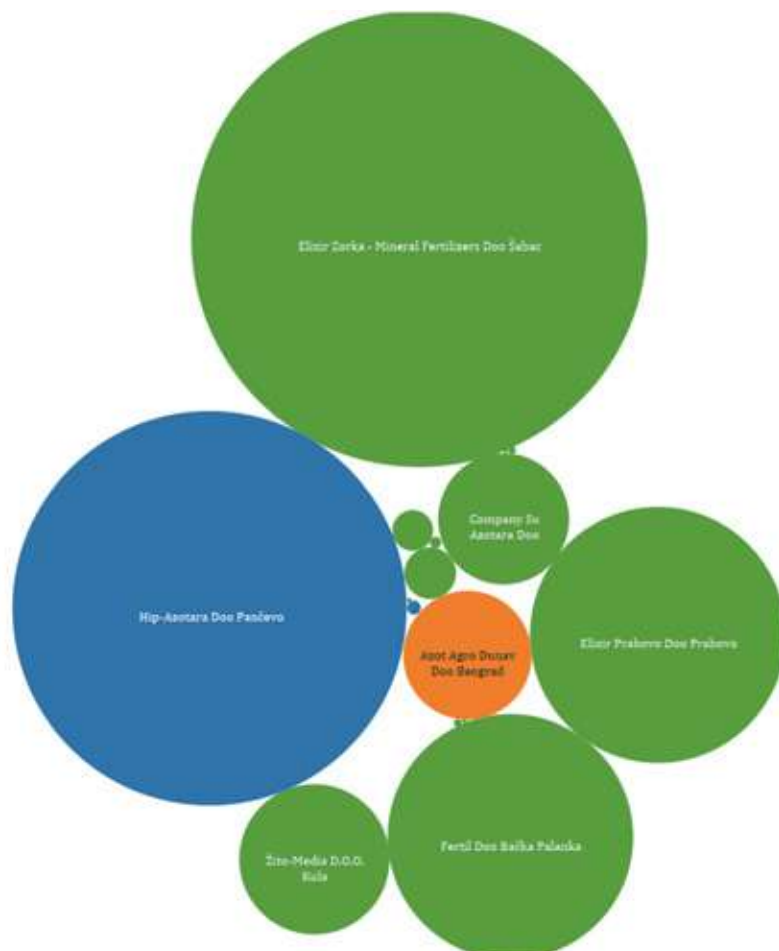 Elixir Zorka - Mineral Fertilizers Doo Šabac
Company Su
Azotara Doo
Hip-Azotara Doo Pančevo
Elixir Prahovo Doo Prahovo
Azot Agro Dunav
Doo Beograd
Fertil Doo Bačka Palanka
Žito-Media D.O.O.
Kula